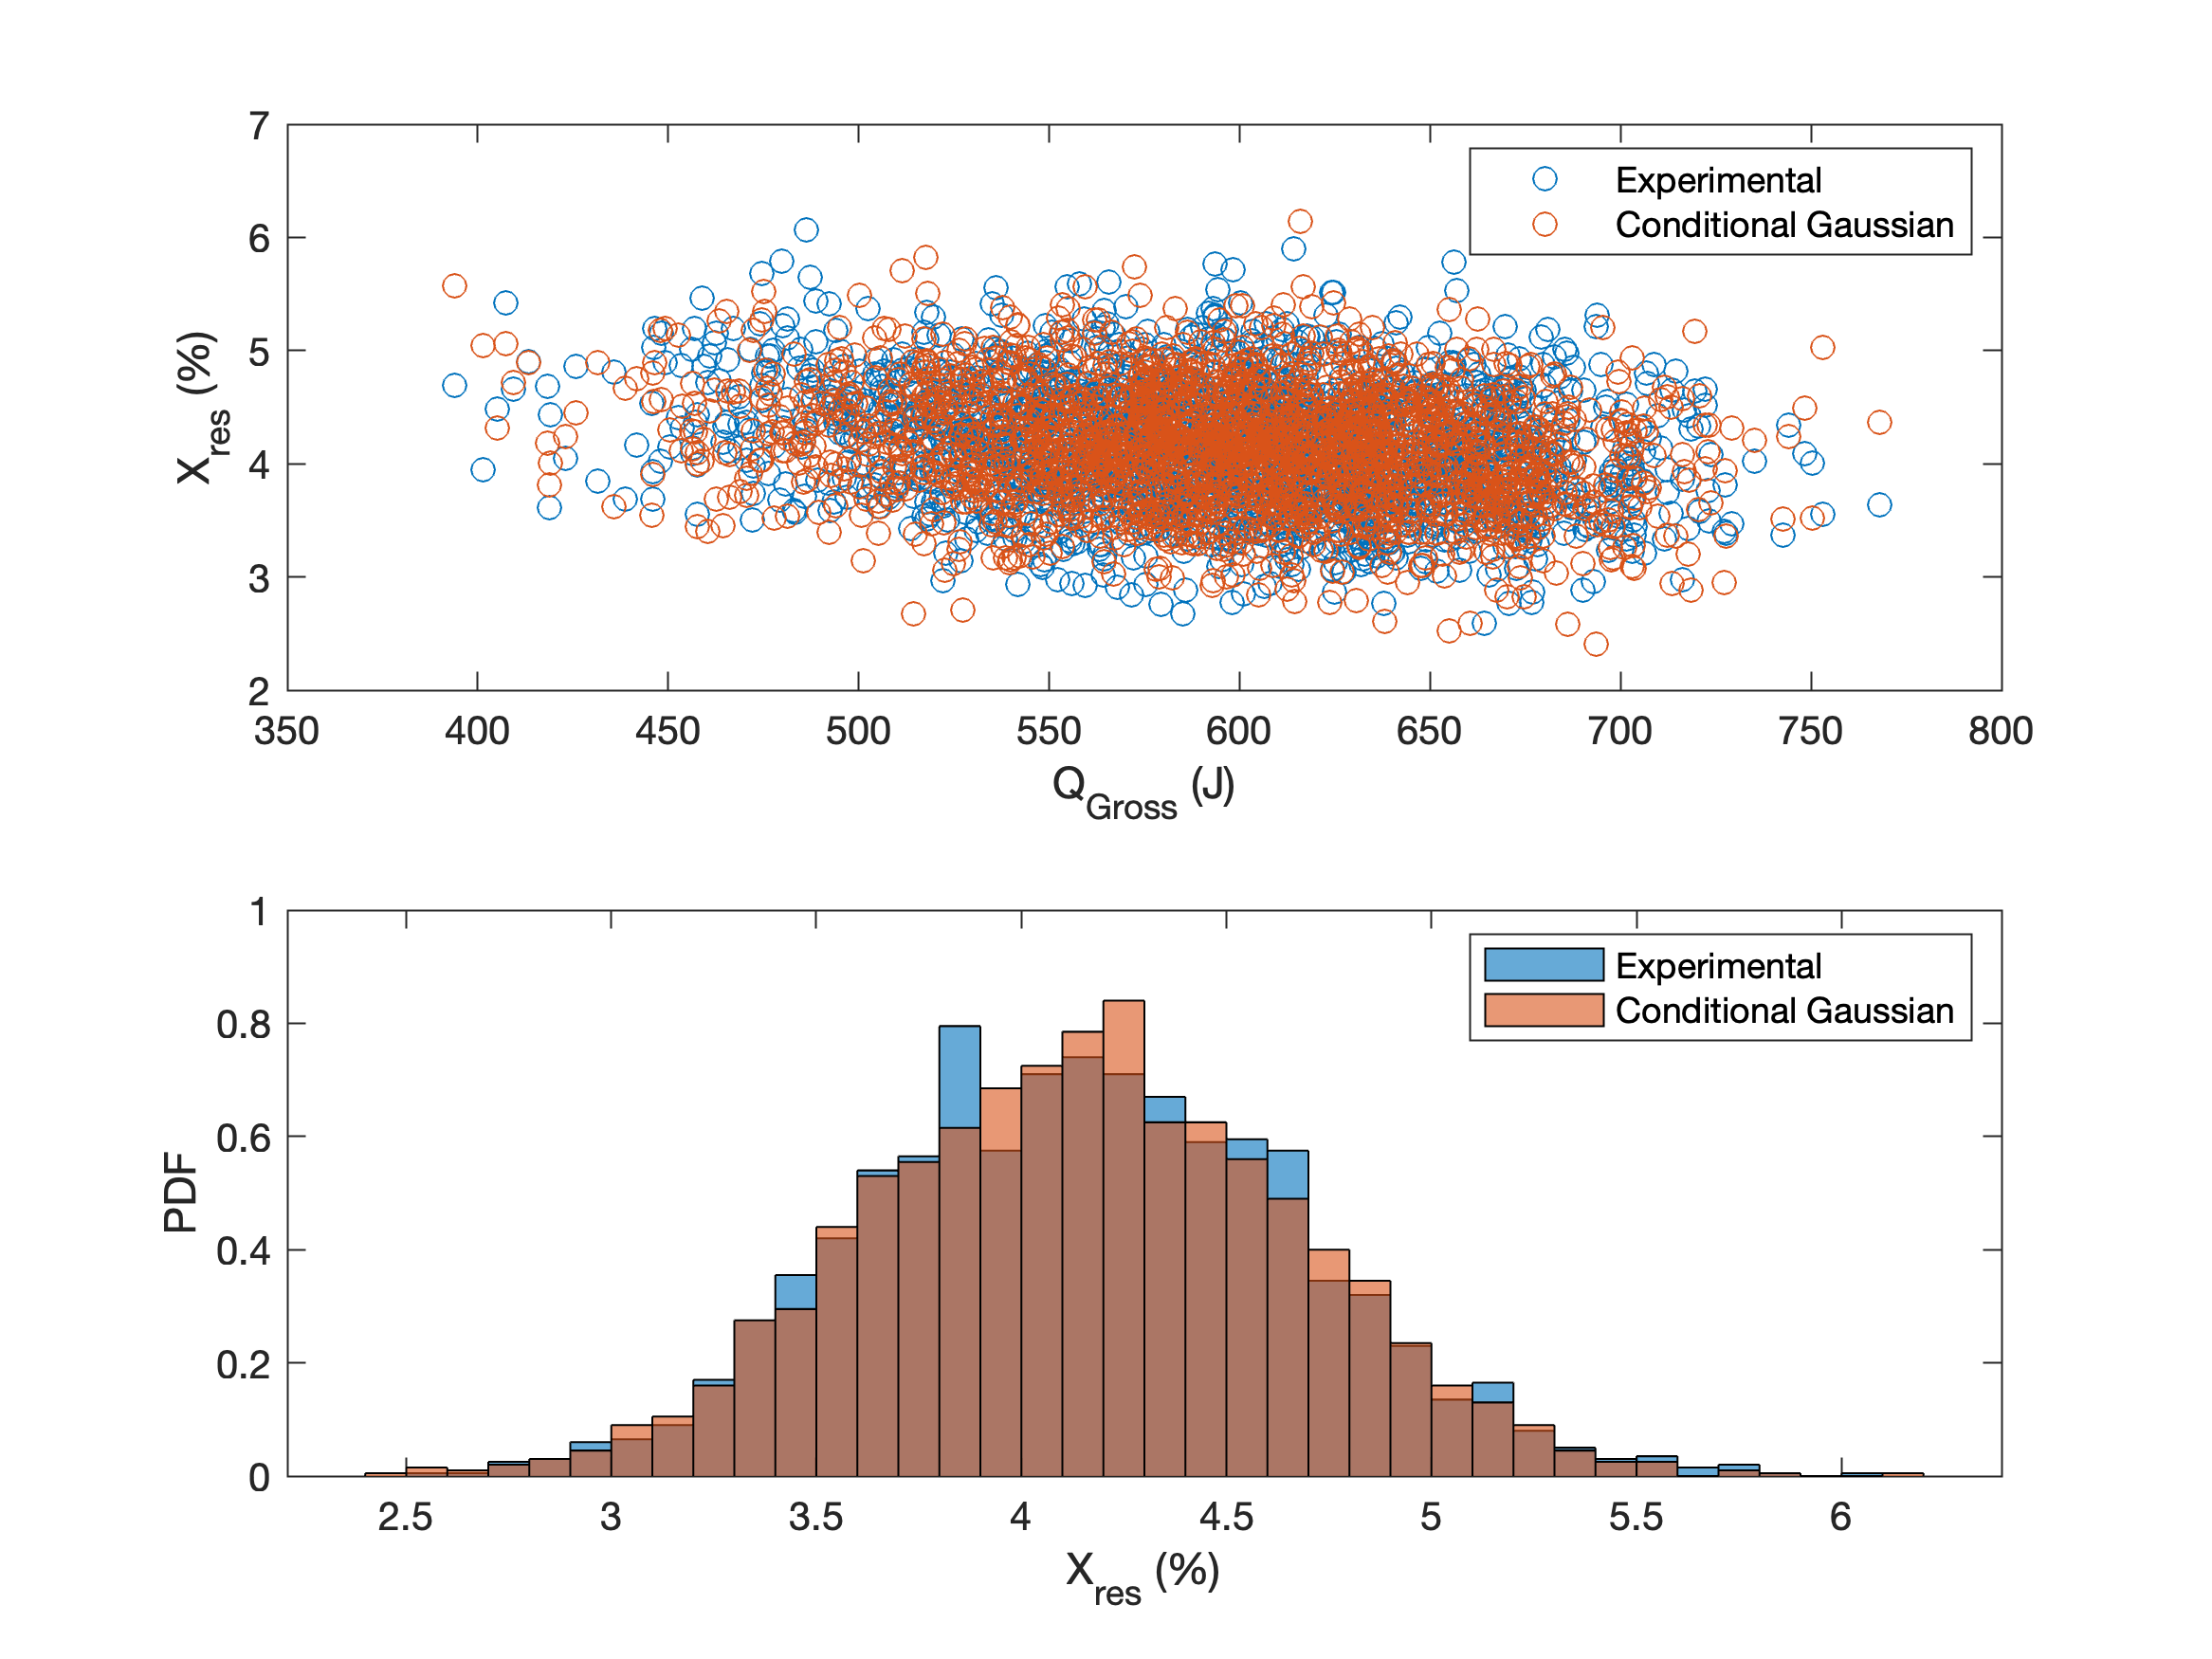 7
6
5
4
3
2
X_res (%)
Experimental
Conditional Gaussian
350 400 450 500 550 600 650 700 750 800
Q_Gross (J)
1
0.8
0.6
0.4
0.2
0
PDF
Experimental
Conditional Gaussian
2.5 3 3.5 4 4.5 5 5.5 6
X_res (%)